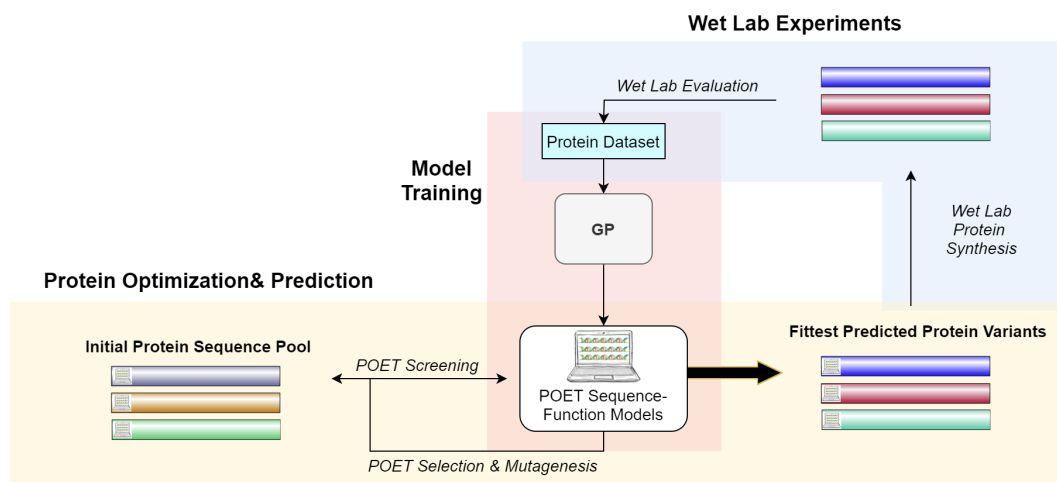 Wet Lab Experiments
Wet Lab Evaluation
Protein Dataset
Model
Training
GP
Wet Lab
Protein
Synthesis
Protein Optimization& Prediction
Initial Protein Sequence Pool
POET Screening
POET Sequence-
Function Models
Fittest Predicted Protein Variants
POET Selection & Mutagenesis